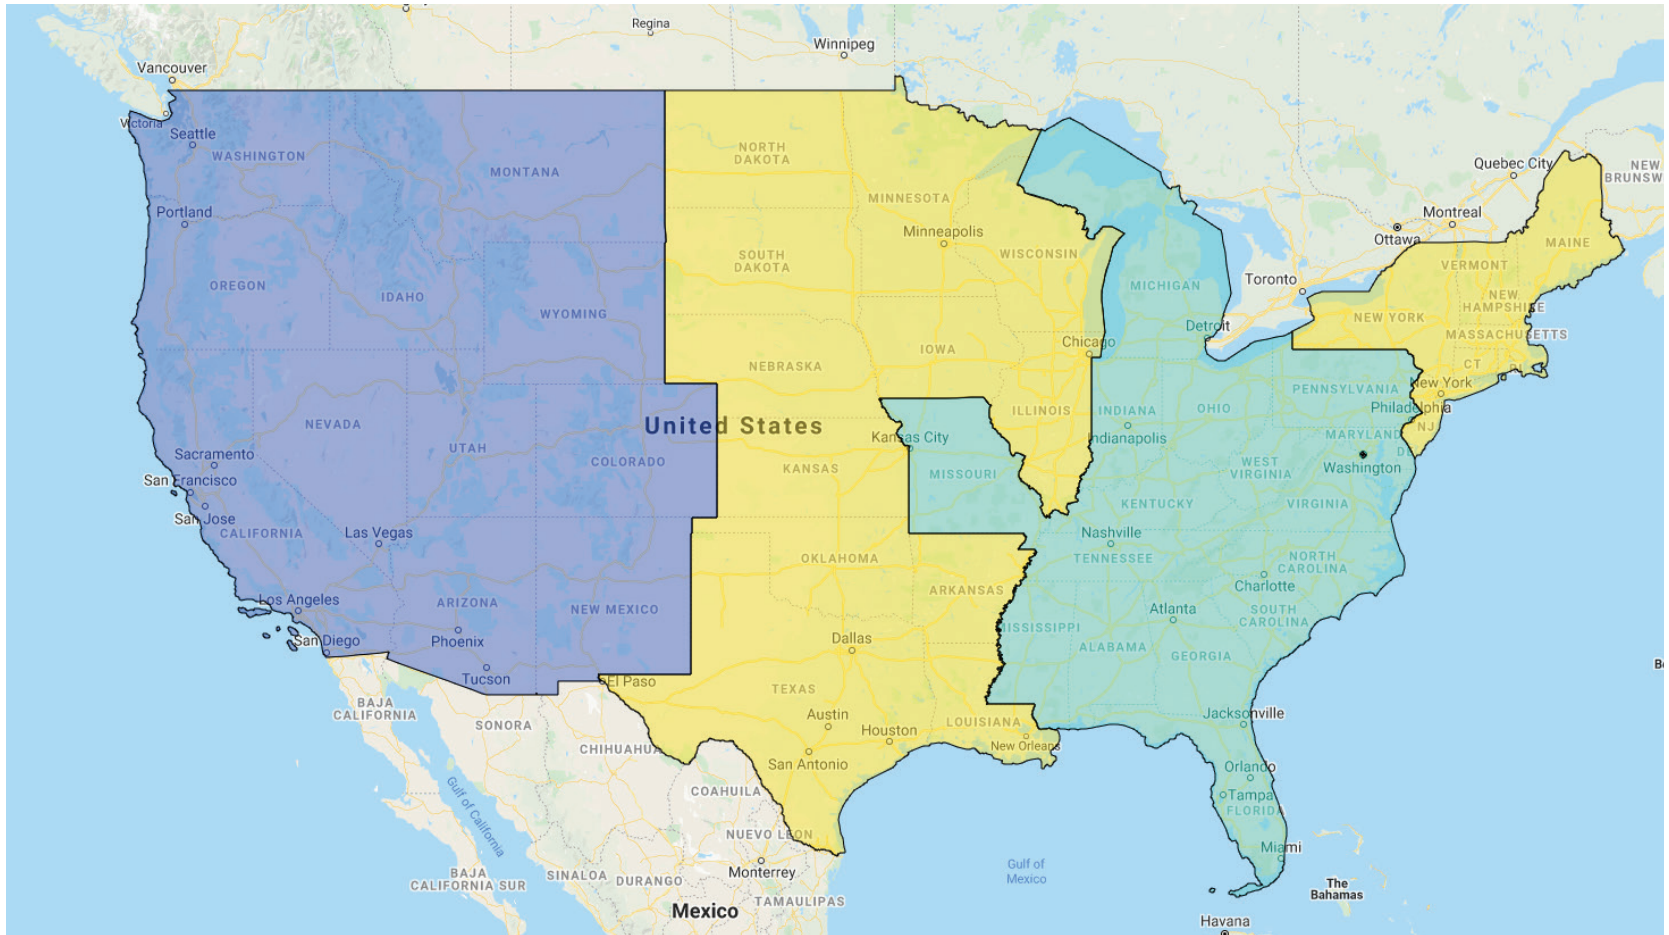 Regina
Winnipeg
Vancouver
Victoria
Seattle
WASHINGTON
MONTANA
NORTH
DAKOTA
Quebec City
NEW
BRUNSW
MINNESOTA
Portland
Montreal
Ottawa
Minneapolis
MAINE
WISCONSIN
SOUTH
DAKOTA
VERMONT
OREGON
IDAHO
WYOMING
Toronto
MICHIGAN
NEW
HAMPSHIRE
NEW YORK
Detroit
MASSACHUSETTS
Chicago
IOWA
NEBRASKA
CT
RI
PENNSYLVANIA
New York
ILLINOIS
INDIANA
OHIO
Philadelphia
NEVADA
United States
NJ
Kansas City
Indianapolis
MARYLAND
DE
UTAH
Sacramento
COLORADO
KANSAS
MISSOURI
WEST
VIRGINIA
Washington
San Francisco
KENTUCKY
VIRGINIA
San Jose
CALIFORNIA
Las Vegas
Nashville
TENNESSEE
OKLAHOMA
NORTH
CAROLINA
Charlotte
ARKANSAS
Los Angeles
ARIZONA
NEW MEXICO
Atlanta
SOUTH
CAROLINA
MISSISSIPPI
San Diego
Phoenix
Dallas
ALABAMA
GEORGIA
Tucson
El Paso
TEXAS
BAJA
CALIFORNIA
SONORA
Austin
LOUISIANA
Jacksonville
CHIHUAHUA
Houston
New Orleans
San Antonio
Orlando
Gulf of
California
COAHUILA
Tampa
FLORIDA
NUEVO LEON
Miami
Gulf of
Mexico
BAJA
CALIFORNIA SUR
SINALOA
DURANGO
Monterrey
The
Bahamas
TAMAULIPAS
Mexico
Havana